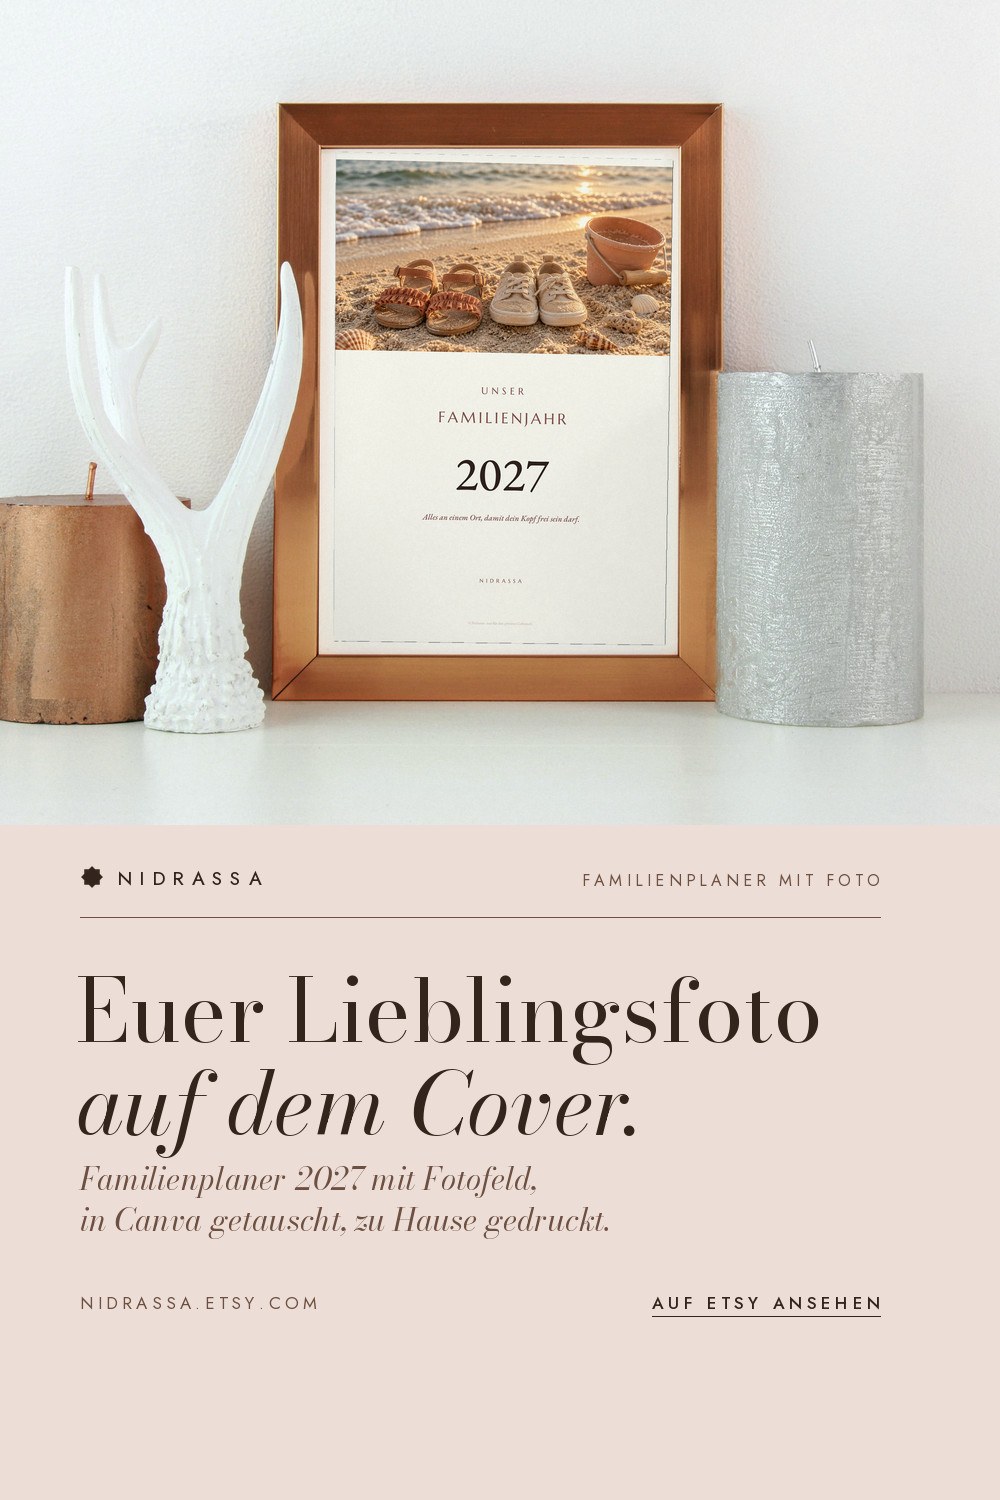 UNSER
FAMILIENJAHR
2027
Alles an einem Ort, damit dein Kopf frei sein darf.
NIDRASSA
NIDRASSA
FAMILIENPLANER MIT FOTO
Euer Lieblingsfoto
auf dem Cover.
Familienplaner 2027 mit Fotofeld,
in Canva getauscht, zu Hause gedruckt.
NIDRASSA.ETSY.COM
AUF ETSY ANSEHEN